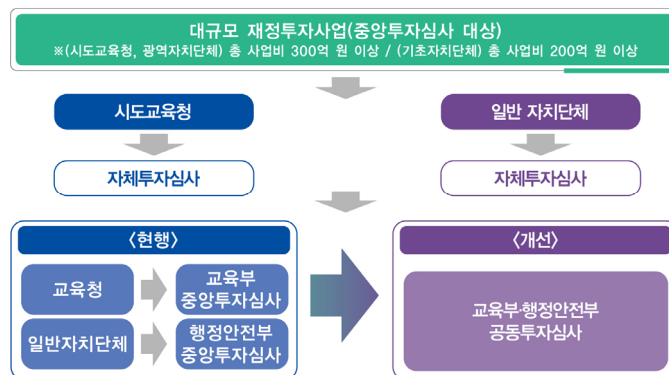 대규모 재정투자사업(중앙투자심사 대상)
※(시도교육청, 광역자치단체) 총 사업비 300억 원 이상 / (기초자치단체) 총 사업비 200억 원 이상
시도교육청
일반 자치단체
자체투자심사
자체투자심사
〈현행〉
〈개선〉
교육청
교육부
중앙투자심사
일반자치단체
행정안전부
중앙투자심사
교육부·행정안전부
공동투자심사